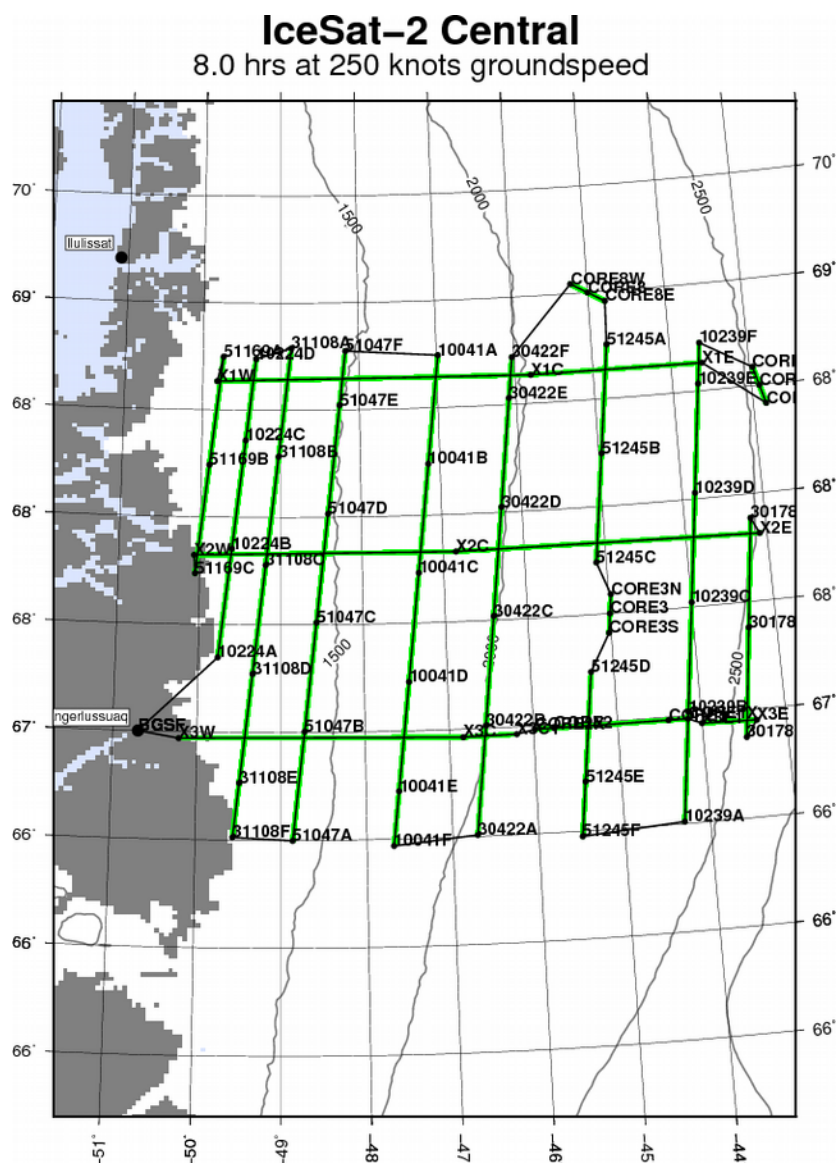 IceSat-2 Central
8.0 hrs at 250 knots groundspeed
70°
70°
2000
2500
1500
Ilulissat
69°
69°
CORE8W
CORE8E
31108A
51047F
10041A
30422F
51245A
10239F
51169A
10224D
X1W
X1C
X1E
10239E
68°
68°
51047E
30422E
10224C
31108B
51169B
10041B
51245B
10239D
68°
68°
51047D
30422D
30178
X2E
X2W
10224B
X2C
51169C
31108C
10041C
51245C
CORE3N
10239C
68°
68°
51047C
30422C
CORE3
CORE3S
30178
1500
2500
10224A
31108D
10041D
51245D
ngerlussuaq
BGSF
67°
67°
X3W
51047B
X3C
X3E
30178
31108E
10041E
51245E
31108F
51047A
10041F
30422A
51245F
10239A
66°
66°
66°
66°
66°
66°
-50
-49
-48
-47
-46
-45
-44